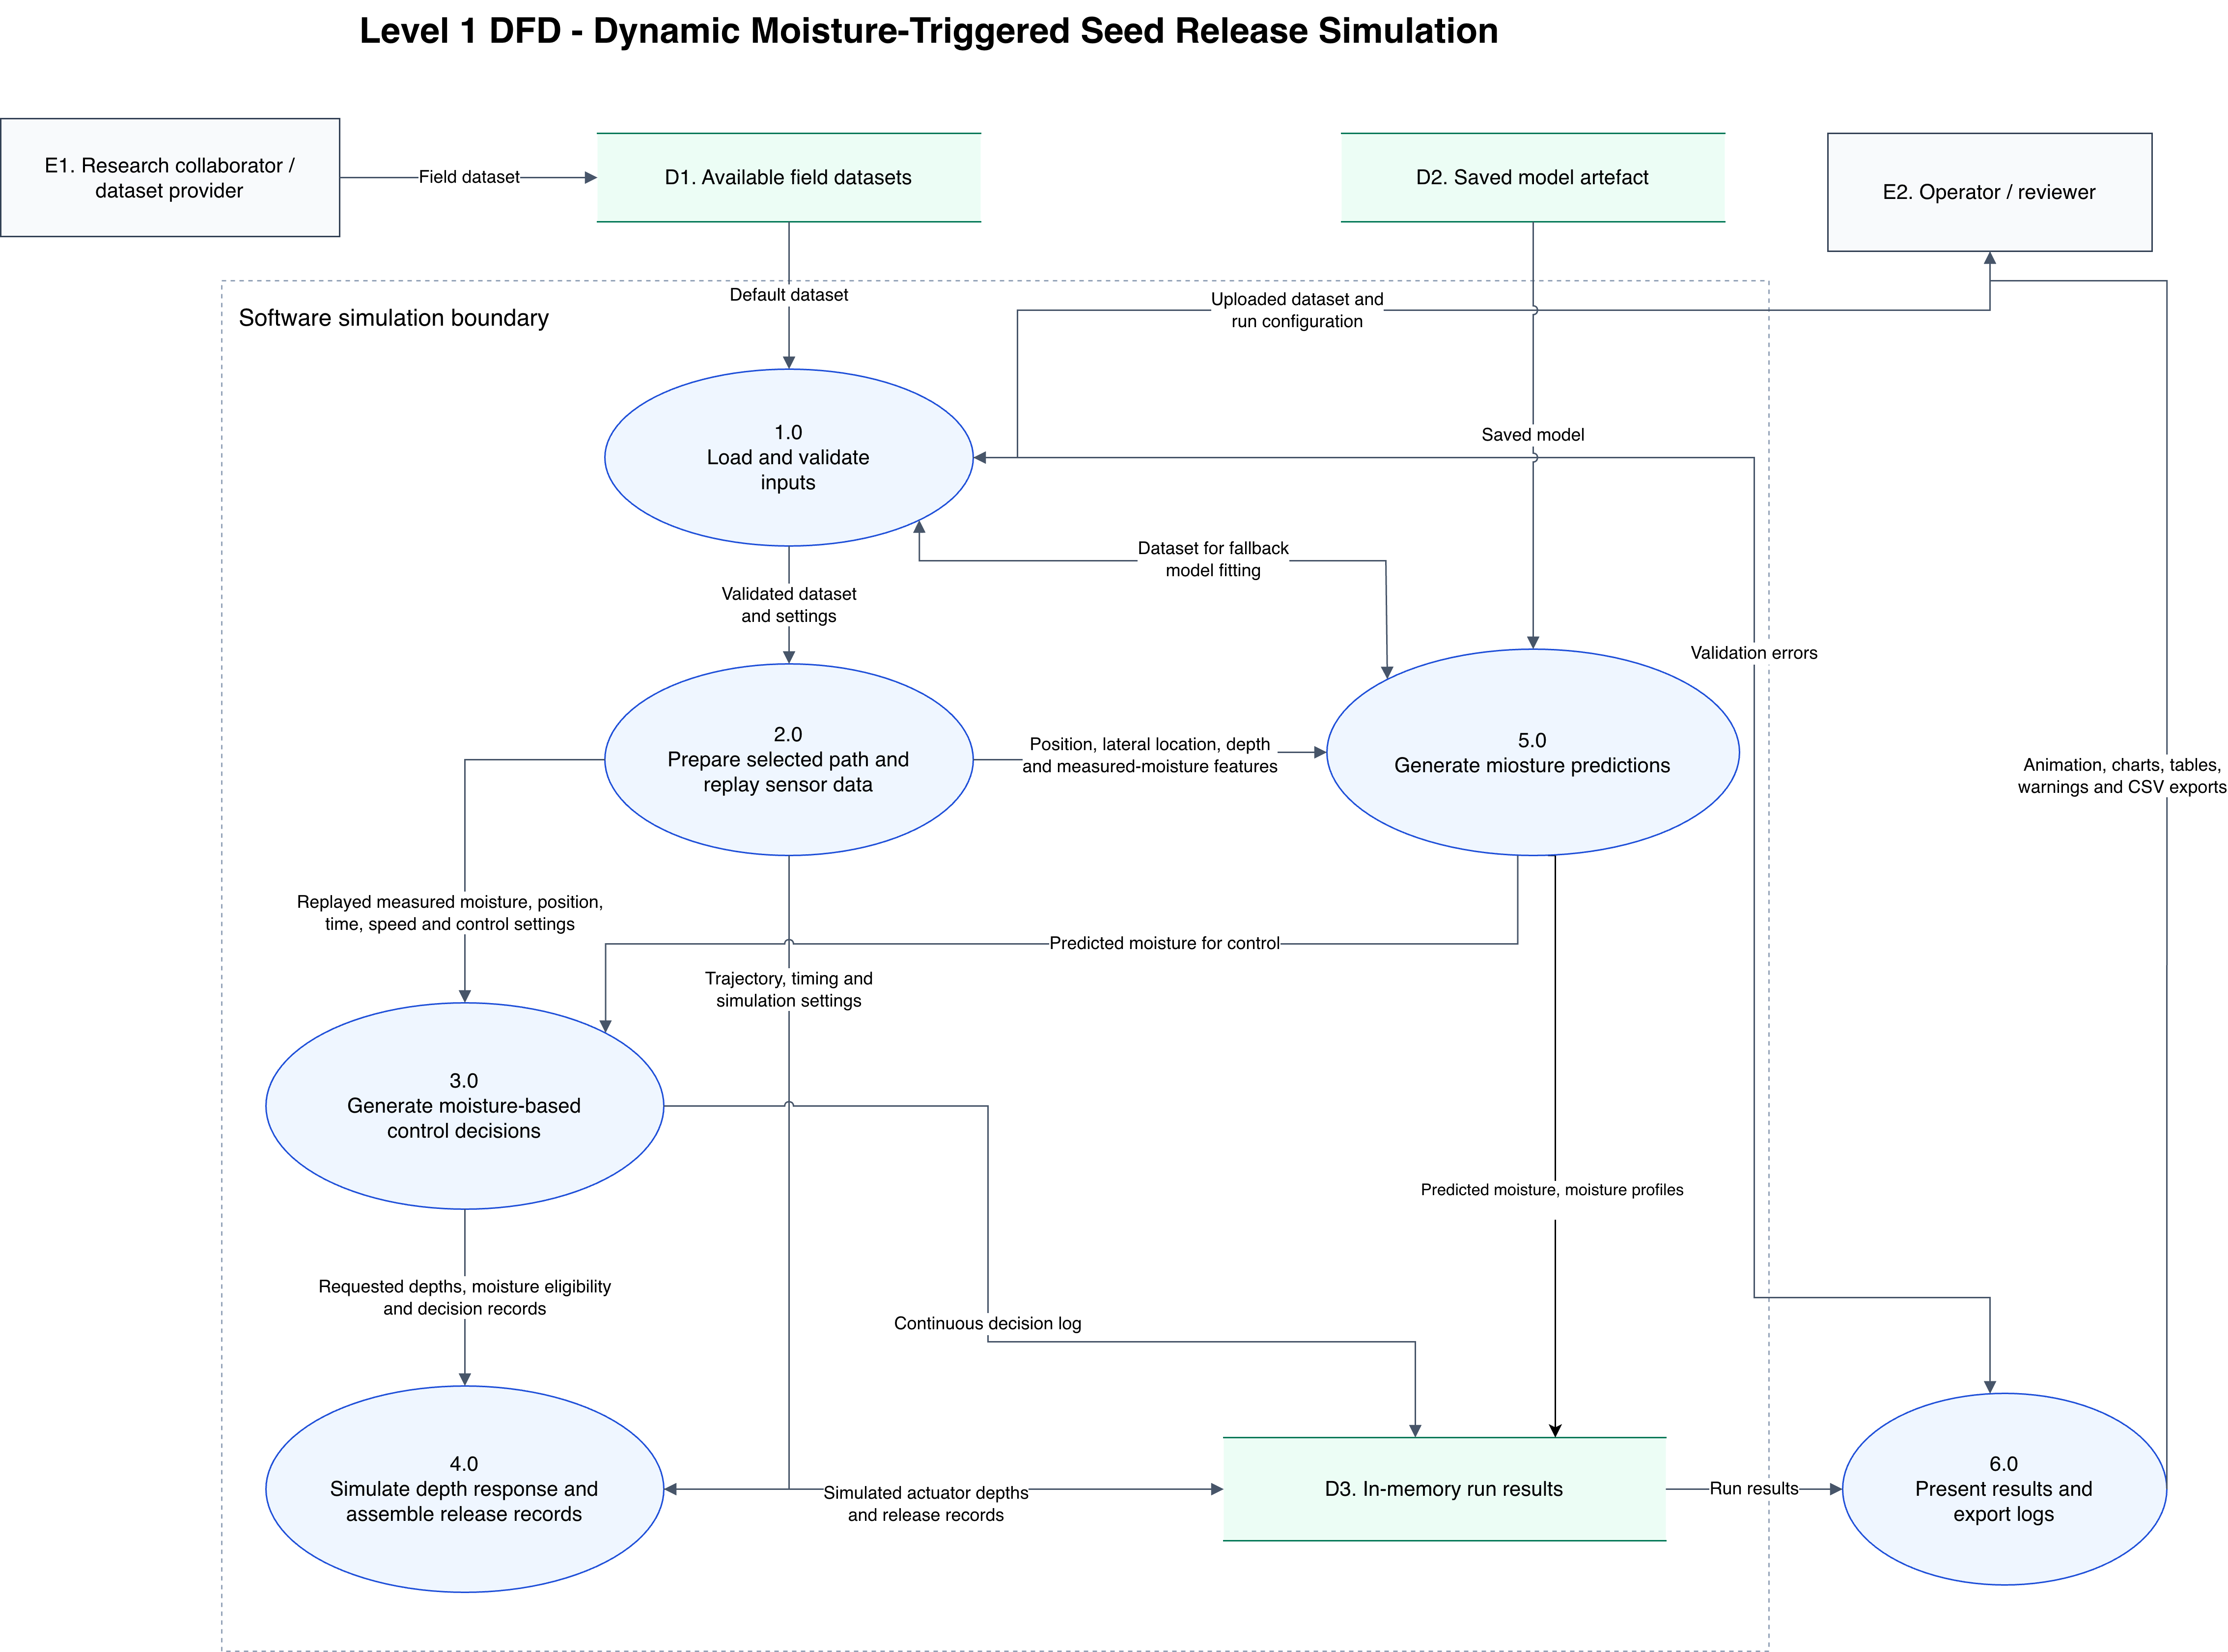 Level 1 DFD - Dynamic Moisture-Triggered Seed Release Simulation
E1. Research collaborator /
dataset provider
Field dataset
D1. Available field datasets
D2. Saved model artefact
E2. Operator / reviewer
Software simulation boundary
Default dataset
Uploaded dataset and
run configuration
1.0
Load and validate
inputs
Saved model
Dataset for fallback
model fitting
Validated dataset
and settings
Validation errors
2.0
Prepare selected path and
replay sensor data
Position, lateral location, depth
and measured-moisture features
5.0
Generate miosture predictions
Animation, charts, tables,
warnings and CSV exports
Replayed measured moisture, position,
time, speed and control settings
Predicted moisture for control
Trajectory, timing and
simulation settings
3.0
Generate moisture-based
control decisions
Predicted moisture, moisture profiles
Requested depths, moisture eligibility
and decision records
Continuous decision log
4.0
Simulate depth response and
assemble release records
Simulated actuator depths
and release records
D3. In-memory run results
Run results
6.0
Present results and
export logs